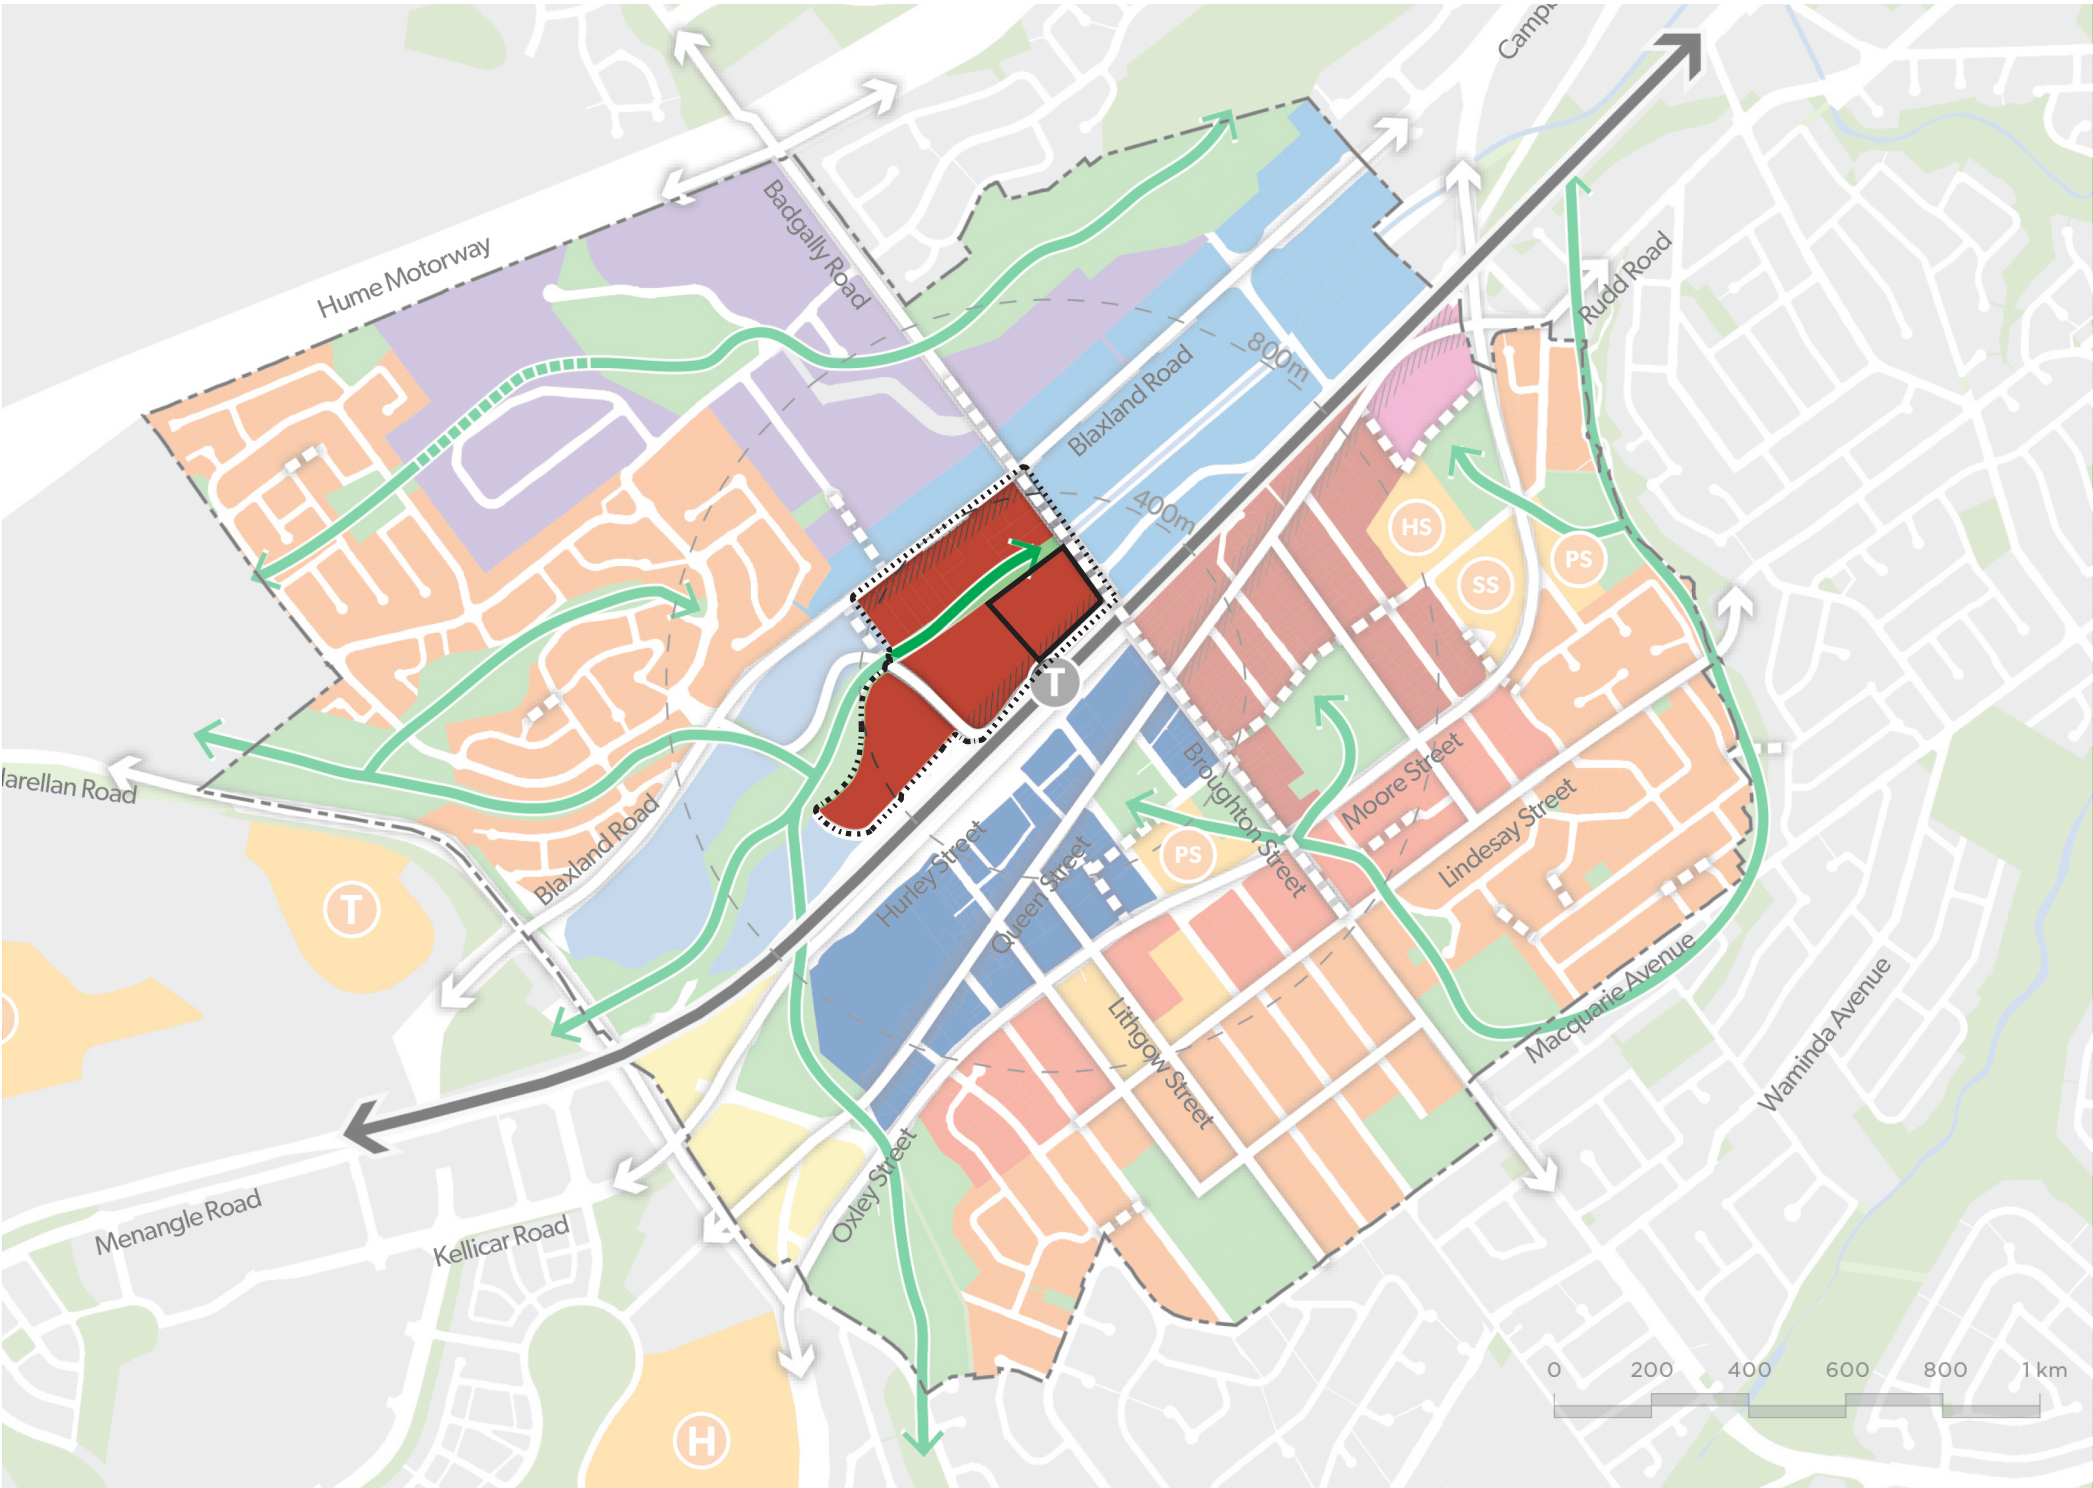 Hume Motorway
Badgally Road
Rudd Road
800m
Blaxland Road
400m
HS
PS
SS
T
Broughton Street
Moore Street
Lindesay Street
Road
Blaxland Road
Hurley Street
Queen Street
PS
T
Lithgow Street
Macquarie Avenue
Waminda Avenue
Oxley Street
Menangle Road
Kellicar Road
H
0 200 400 600 800 1 km